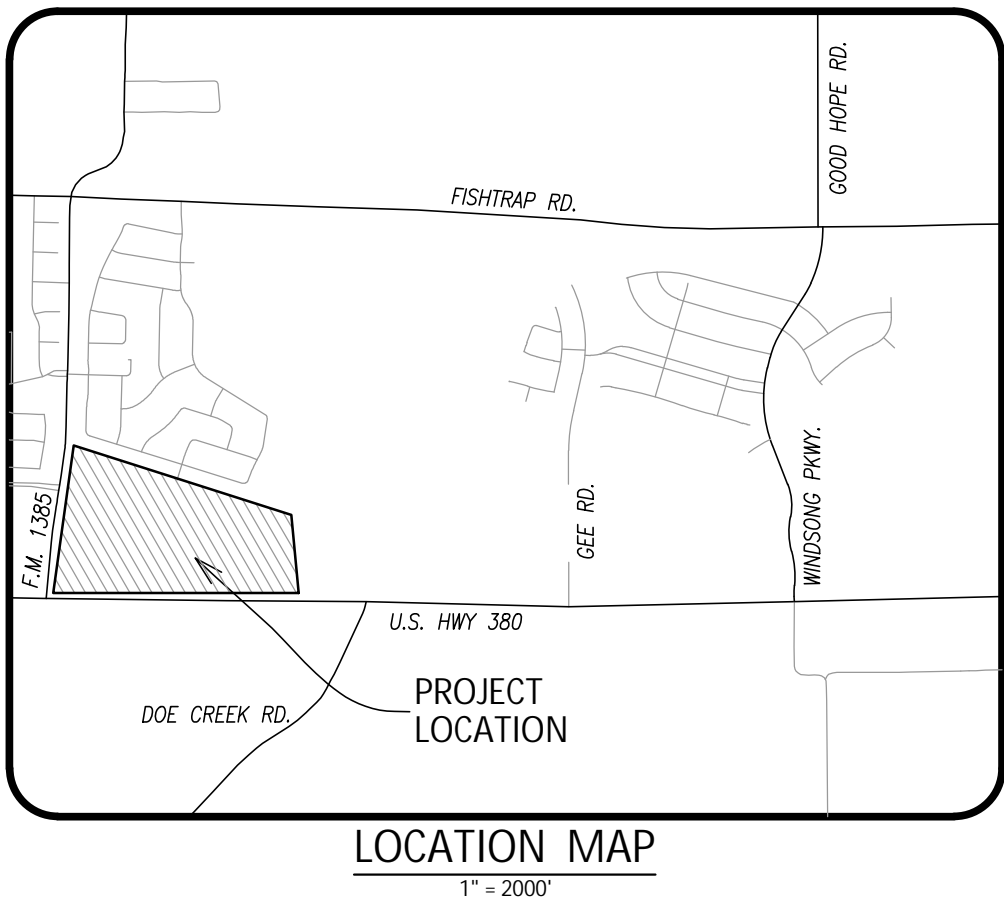 GOOD HOPE RD.
FISHTRAP RD.
F.M. 1385
GEE RD.
WINDSONG PKWY.
U.S. HWY 380
DOE CREEK RD.
PROJECT
LOCATION
LOCATION MAP
1" = 2000'